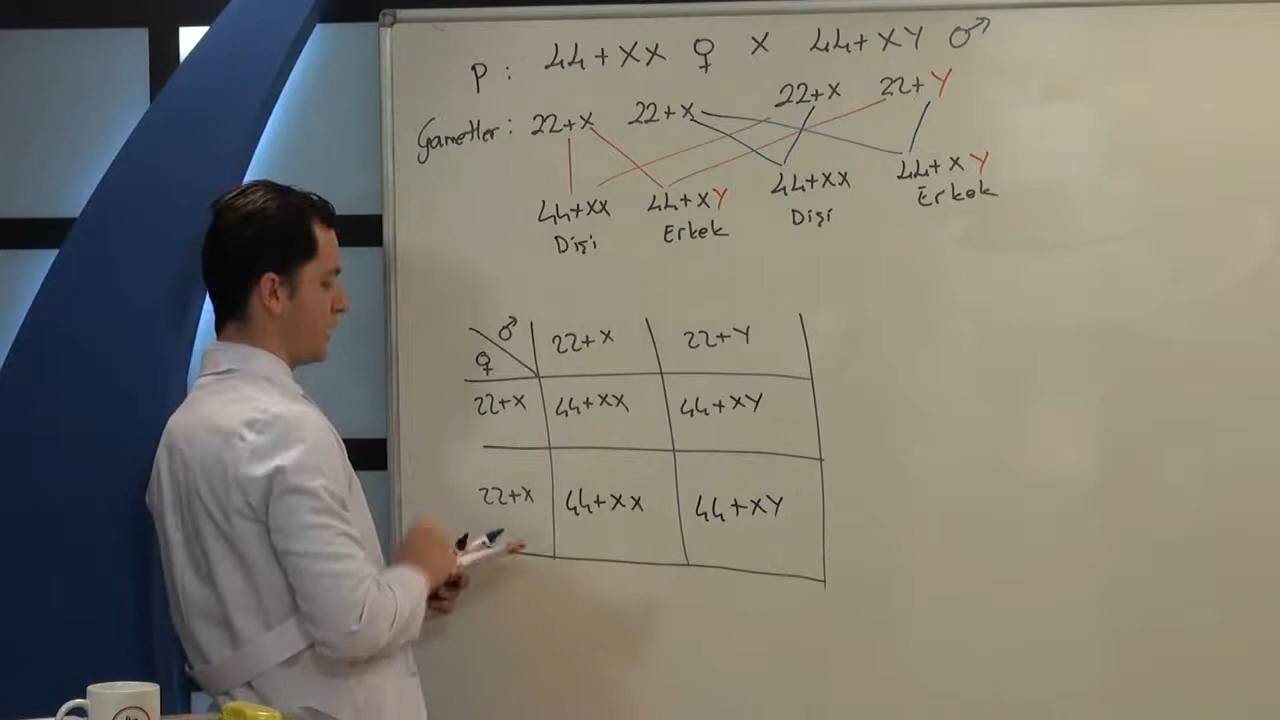 P : 44+XX ♀ X 44+XY ♂
Gametler : 22+X 22+X 22+X 22+Y
44+XX 44+XY 44+XX 44+XY
Dişi Erkek Dişi Erkek
♂ 22+X 22+Y
♀
22+X 44+XX 44+XY
22+X 44+XX 44+XY